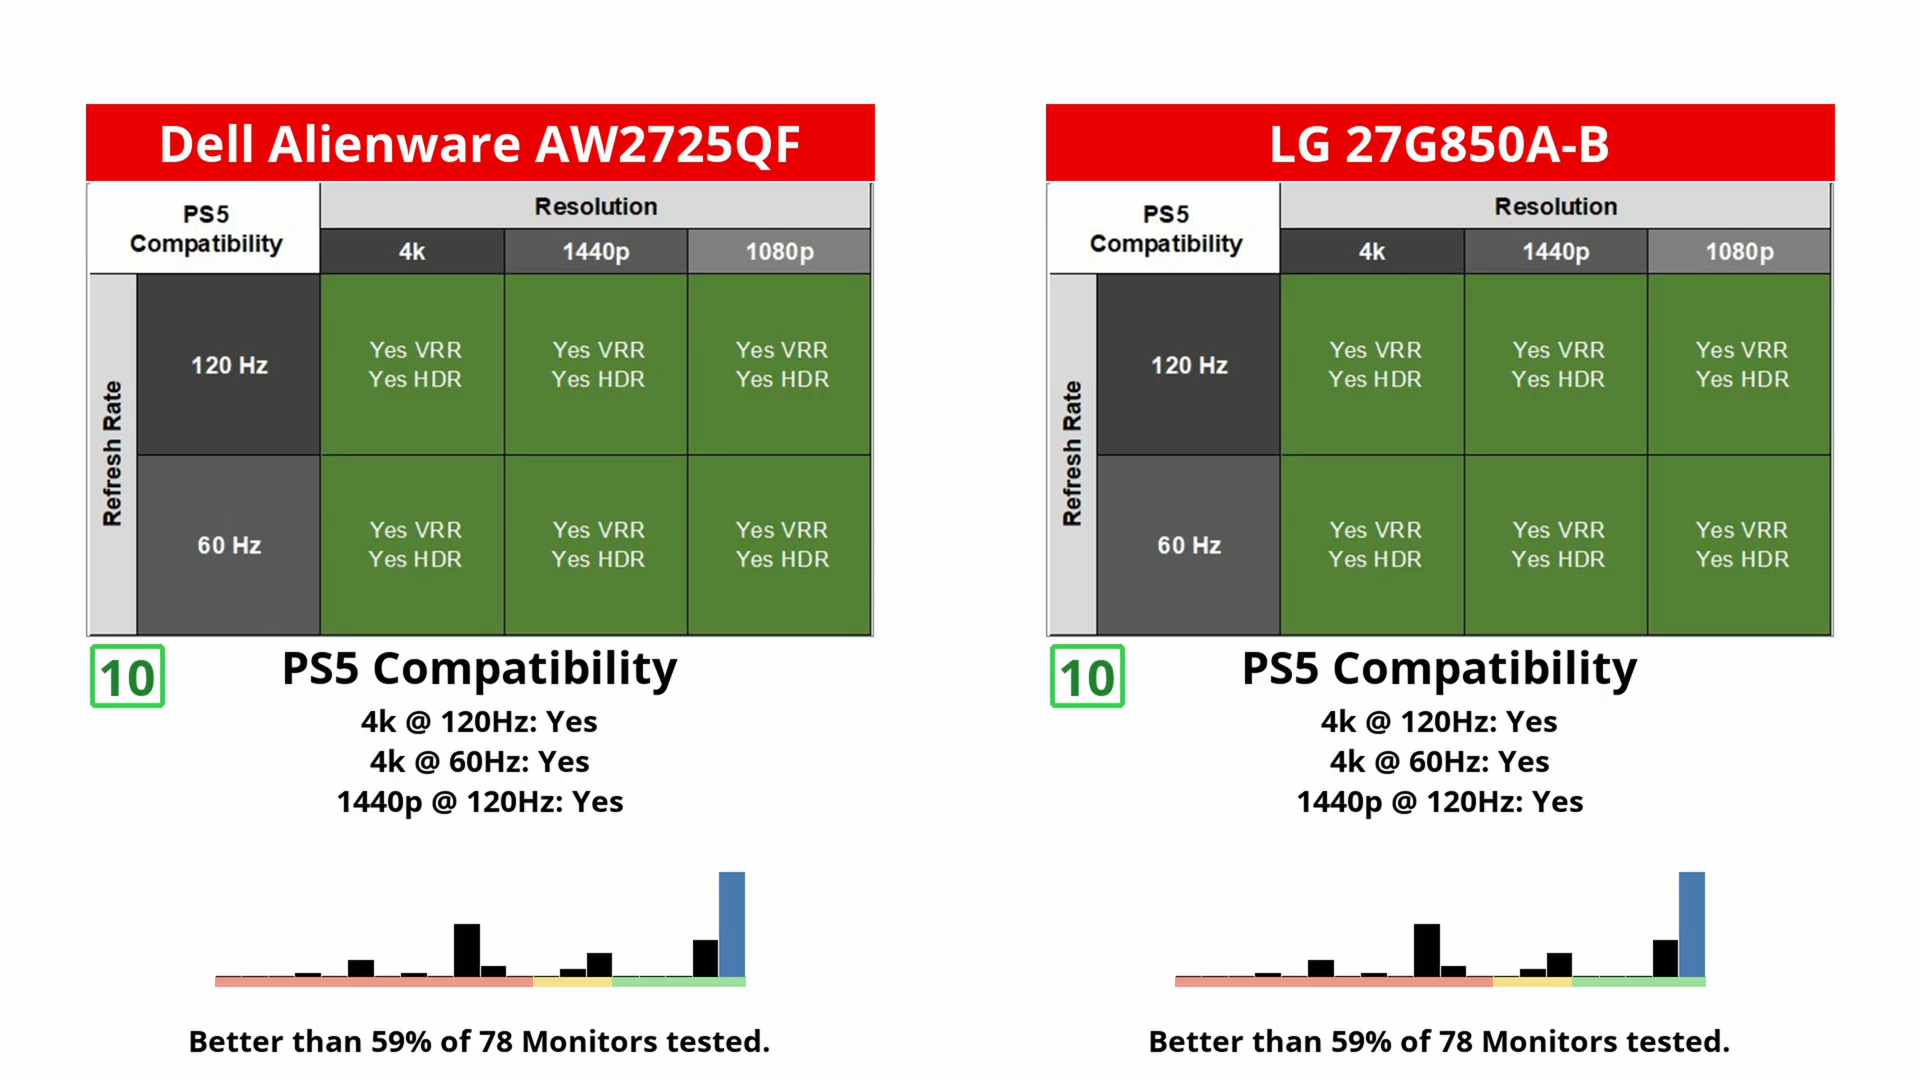 Dell Alienware AW2725QF
PS5
Compatibility
Resolution
4k 1440p 1080p
Refresh Rate
120 Hz
Yes VRR Yes VRR Yes VRR
Yes HDR Yes HDR Yes HDR
60 Hz
Yes VRR Yes VRR Yes VRR
Yes HDR Yes HDR Yes HDR
10
PS5 Compatibility
4k @ 120Hz: Yes
4k @ 60Hz: Yes
1440p @ 120Hz: Yes
Better than 59% of 78 Monitors tested.
LG 27G850A-B
PS5
Compatibility
Resolution
4k 1440p 1080p
Refresh Rate
120 Hz
Yes VRR Yes VRR Yes VRR
Yes HDR Yes HDR Yes HDR
60 Hz
Yes VRR Yes VRR Yes VRR
Yes HDR Yes HDR Yes HDR
10
PS5 Compatibility
4k @ 120Hz: Yes
4k @ 60Hz: Yes
1440p @ 120Hz: Yes
Better than 59% of 78 Monitors tested.